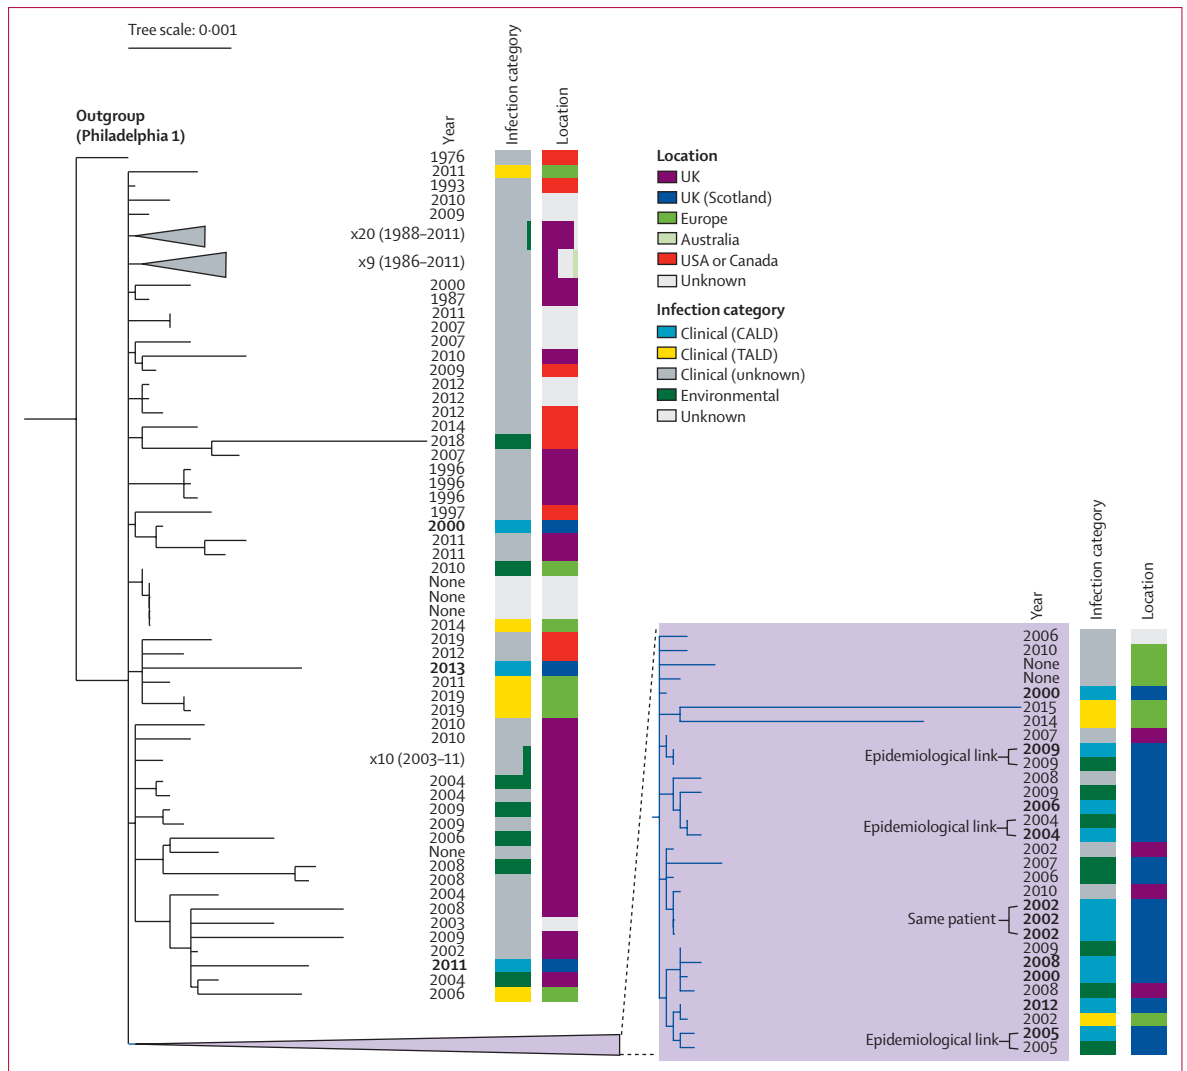 Tree scale: 0·001
Outgroup
(Philadelphia 1)
Year
Infection category
Location
1976
2011
1993
2010
2009
x20 (1988–2011)
x9 (1986–2011)
2000
1987
2011
2007
2007
2010
2009
2012
2012
2012
2014
2018
2007
1996
1996
1996
1997
2000
2011
2011
2010
None
None
None
2014
2019
2012
2013
2011
2019
2019
2010
2010
x10 (2003–11)
2004
2004
2009
2009
2006
None
2008
2008
2004
2008
2003
2009
2002
2011
2004
2006
Location
UK
UK (Scotland)
Europe
Australia
USA or Canada
Unknown
Infection category
Clinical (CALD)
Clinical (TALD)
Clinical (unknown)
Environmental
Unknown
Year
Infection category
Location
2006
2010
None
None
2000
2015
2014
2007
Epidemiological link
2009
2009
2008
2009
2006
Epidemiological link
2004
2004
2002
2007
2006
2010
Same patient
2002
2002
2002
2009
2008
2000
2008
2012
2002
Epidemiological link
2005
2005